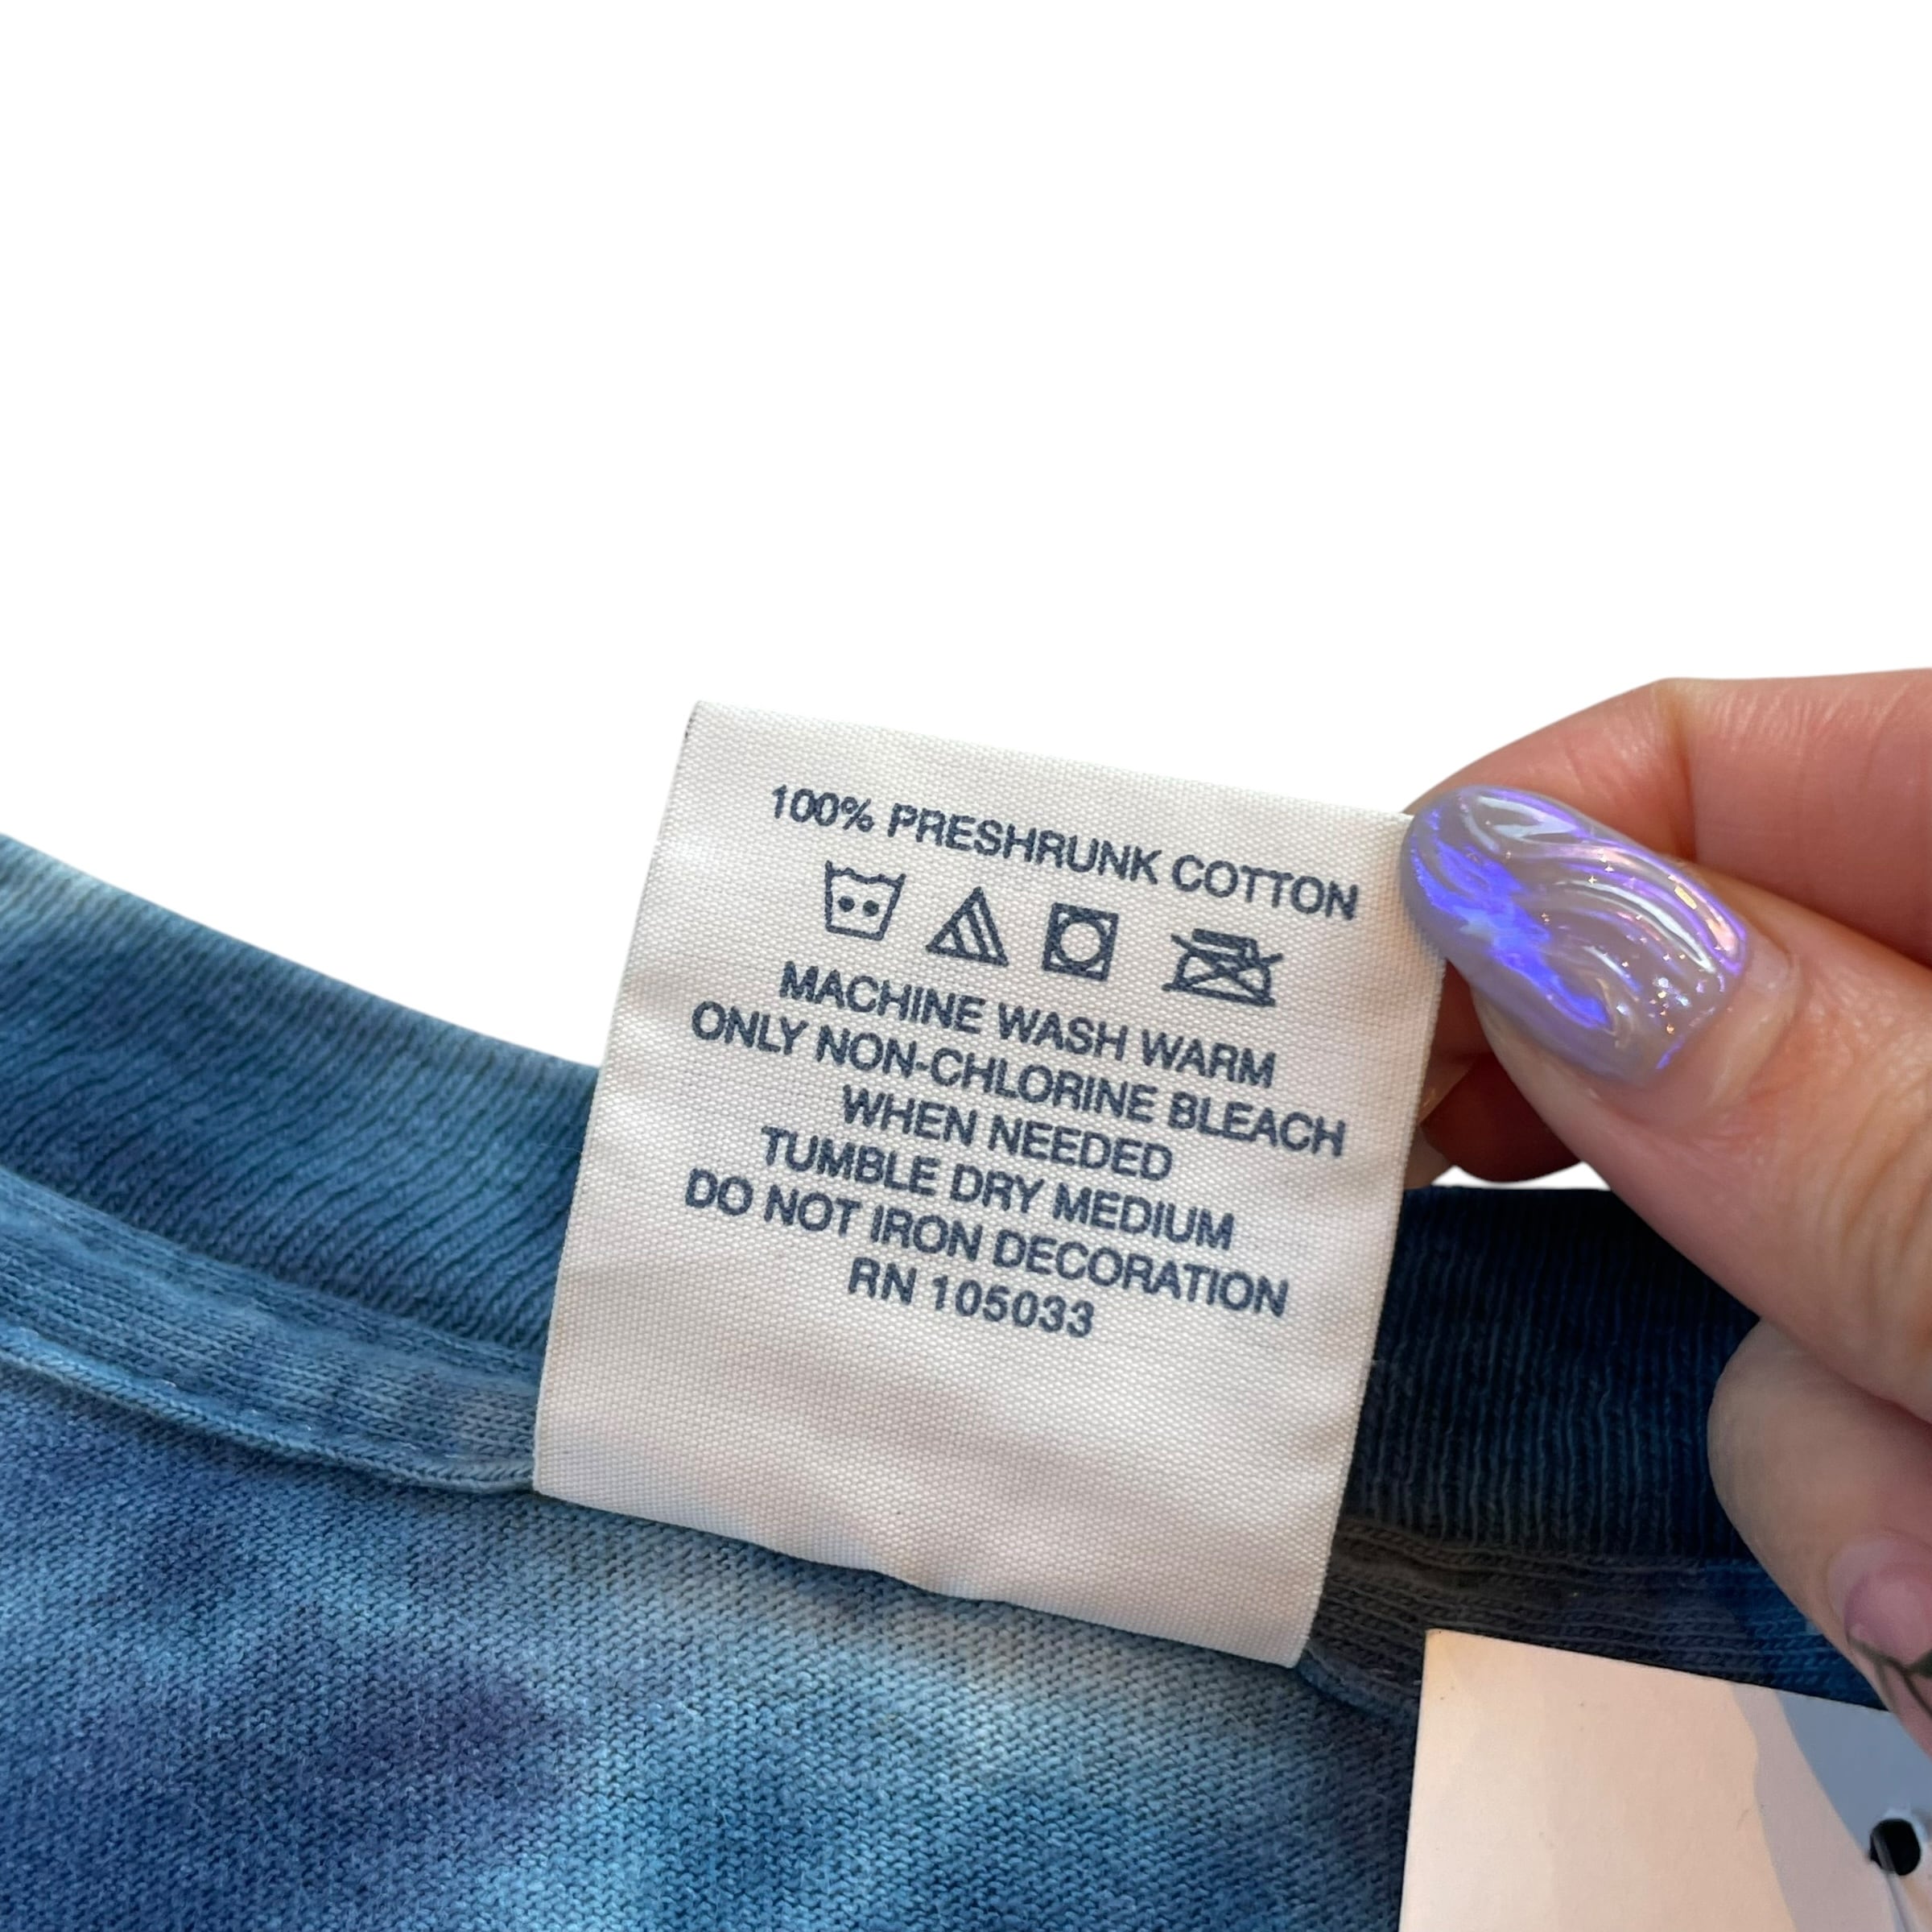 100% PRESHRUNK COTTON
MACHINE WASH WARM
ONLY NON-CHLORINE BLEACH
WHEN NEEDED
TUMBLE DRY MEDIUM
DO NOT IRON DECORATION
RN 105033